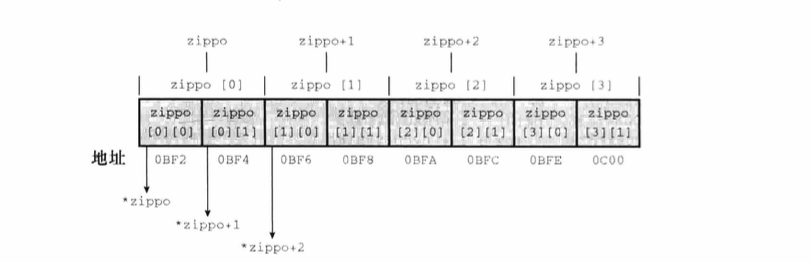 zippo zippo+1 zippo+2 zippo+3
zippo [0] zippo [1] zippo [2] zippo [3]
zippo zippo zippo zippo zippo zippo zippo zippo
[0][0] [0][1] [1][0] [1][1] [2][0] [2][1] [3][0] [3][1]
地址 0BF2 0BF4 0BF6 0BF8 0BFA 0BFC 0BFE 0C00
*zippo
*zippo+1
*zippo+2